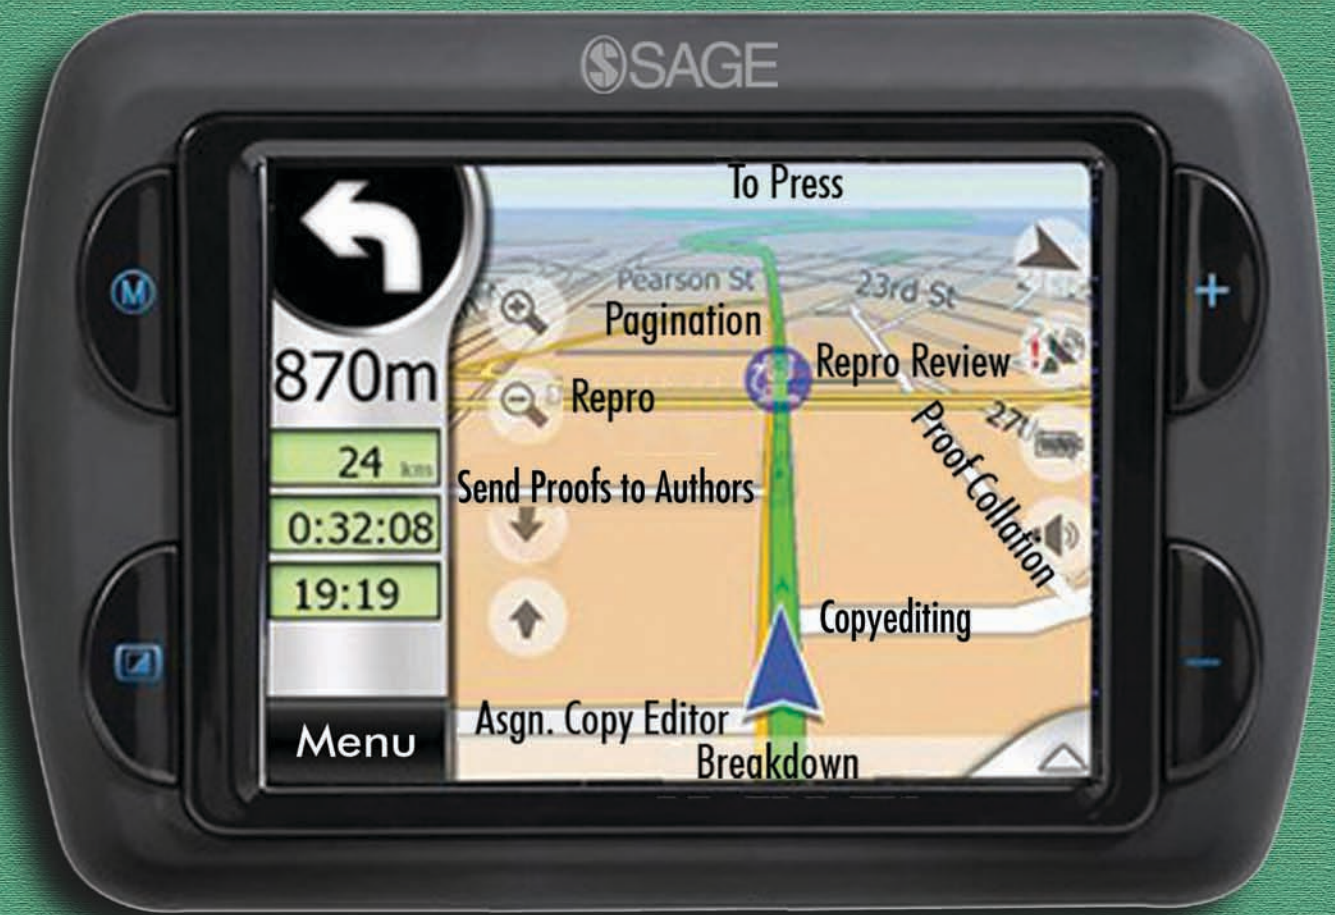 SAGE
To Press
Pearson St
23rd St
Pagination
M
870m
Repro Review
Repro
Proof Collation
24 km
Send Proofs to Authors
0:32:08
19:19
Copyediting
Asgn. Copy Editor
Menu
Breakdown